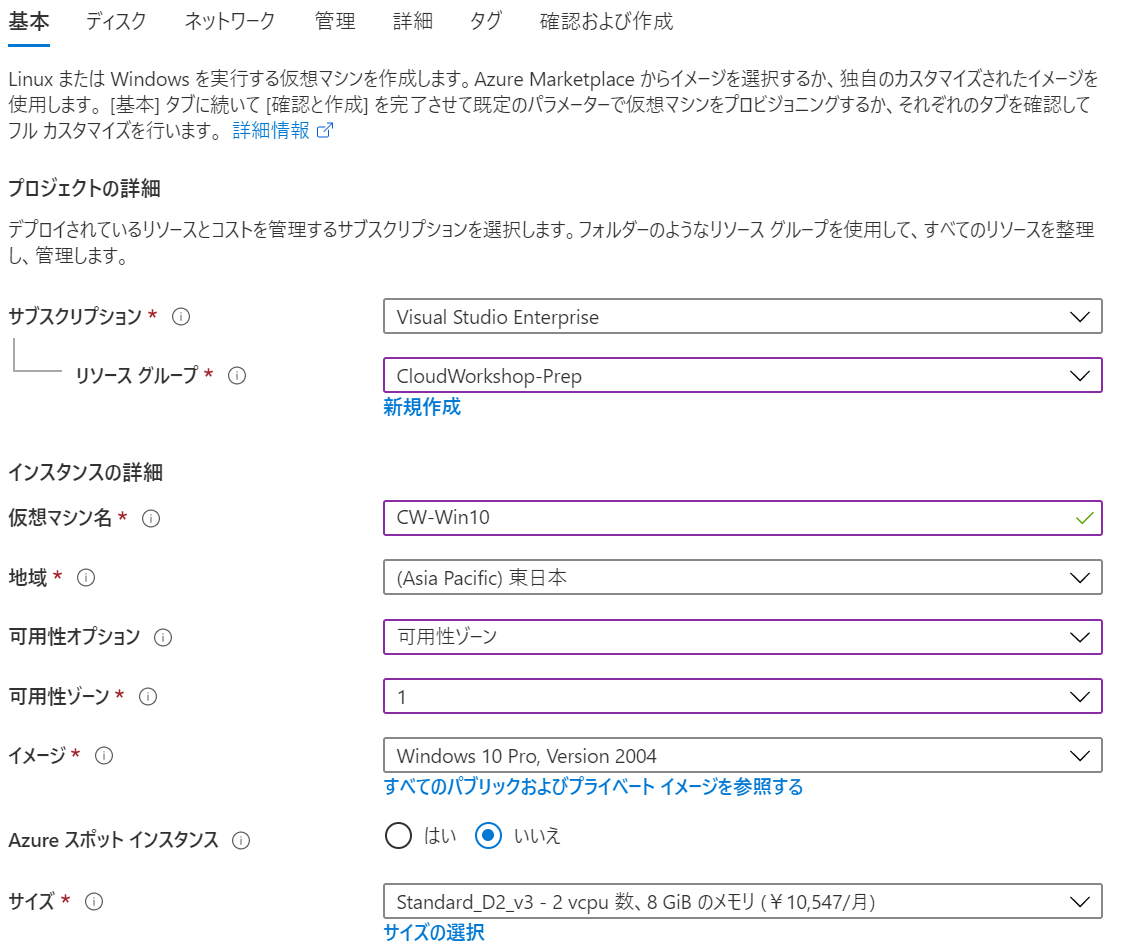 基本 ディスク ネットワーク 管理 詳細 タグ 確認および作成
Linux または Windows を実行する仮想マシンを作成します。Azure Marketplace からイメージを選択するか、独自のカスタマイズされたイメージを
使用します。 [基本] タブに続いて [確認と作成] を完了させて既定のパラメーターで仮想マシンをプロビジョニングするか、それぞれのタブを確認して
フル カスタマイズを行います。 詳細情報
プロジェクトの詳細
デプロイされているリソースとコストを管理するサブスクリプションを選択します。フォルダーのようなリソース グループを使用して、すべてのリソースを整理
し、管理します。
サブスクリプション * Visual Studio Enterprise
リソース グループ * CloudWorkshop-Prep
新規作成
インスタンスの詳細
仮想マシン名 * CW-Win10
地域 * (Asia Pacific) 東日本
可用性オプション 可用性ゾーン
可用性ゾーン * 1
イメージ * Windows 10 Pro, Version 2004
すべてのパブリックおよびプライベート イメージを参照する
Azure スポット インスタンス はい いいえ
サイズ * Standard_D2_v3 - 2 vcpu 数、8 GiB のメモリ (￥10,547/月)
サイズの選択